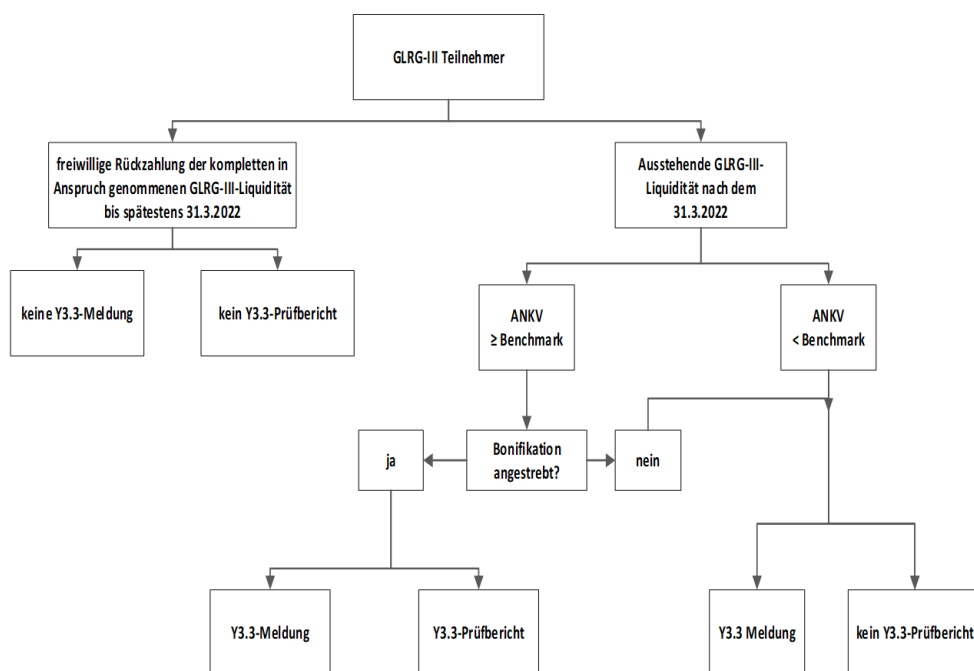 GLRG-III Teilnehmer
freiwillige Rückzahlung der kompletten in
Anspruch genommenen GLRG-III-Liquidität
bis spätestens 31.3.2022
Ausstehende GLRG-III-
Liquidität nach dem
31.3.2022
keine Y3.3-Meldung
kein Y3.3-Prüfbericht
ANKV
≥ Benchmark
ANKV
< Benchmark
ja
Bonifikation
angestrebt?
nein
Y3.3-Meldung
Y3.3-Prüfbericht
Y3.3 Meldung
kein Y3.3-Prüfbericht